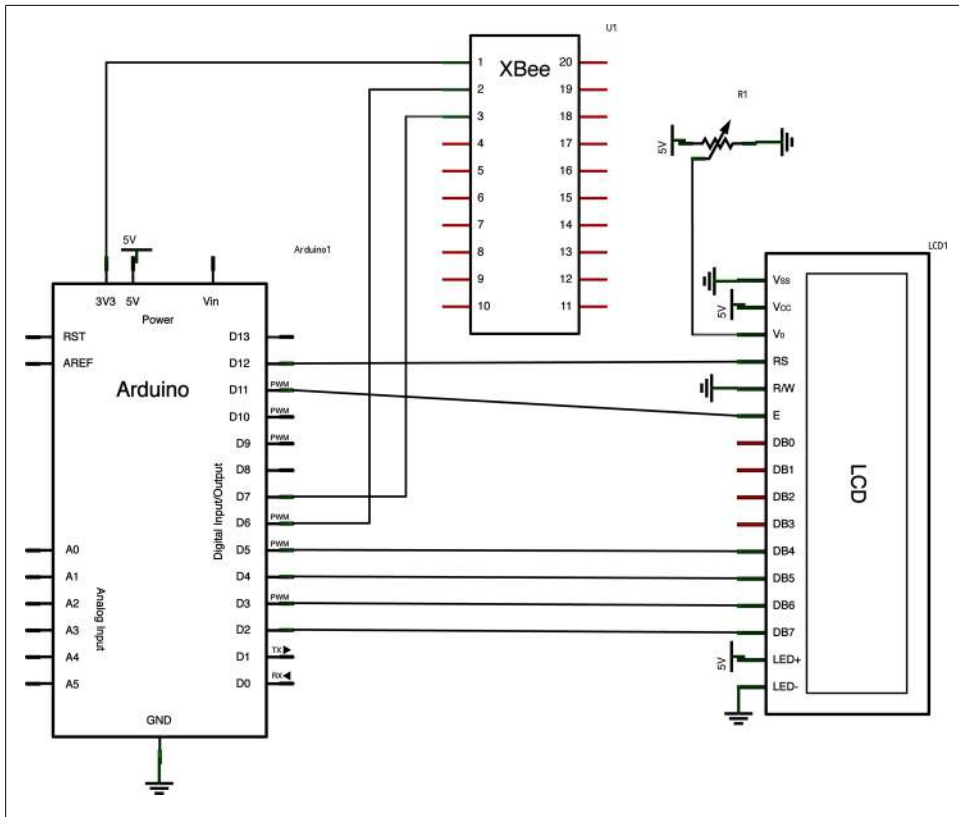 U1
XBee
1
2
3
4
5
6
7
8
9
10
20
19
18
17
16
15
14
13
12
11
R1
5V
Arduino1
5V
3V3 5V Vin
Power
Arduino
RST
AREF
A0
A1
A2
A3
A4
A5
Analog Input
GND
Digital Input/Output
D13
D12
D11 PWM
D10 PWM
D9 PWM
D8
D7
D6 PWM
D5 PWM
D4
D3 PWM
D2
D1 TX
D0 RX
LCD1
LCD
Vss
5V
Vcc
V0
RS
R/W
E
DB0
DB1
DB2
DB3
DB4
DB5
DB6
DB7
5V
LED+
LED-